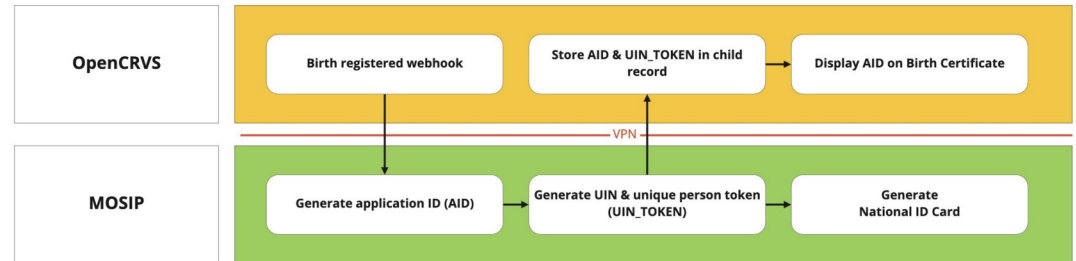 OpenCRVS
Birth registered webhook
Store AID & UIN_TOKEN in child
record
Display AID on Birth Certificate
VPN
MOSIP
Generate application ID (AID)
Generate UIN & unique person token
(UIN_TOKEN)
Generate
National ID Card